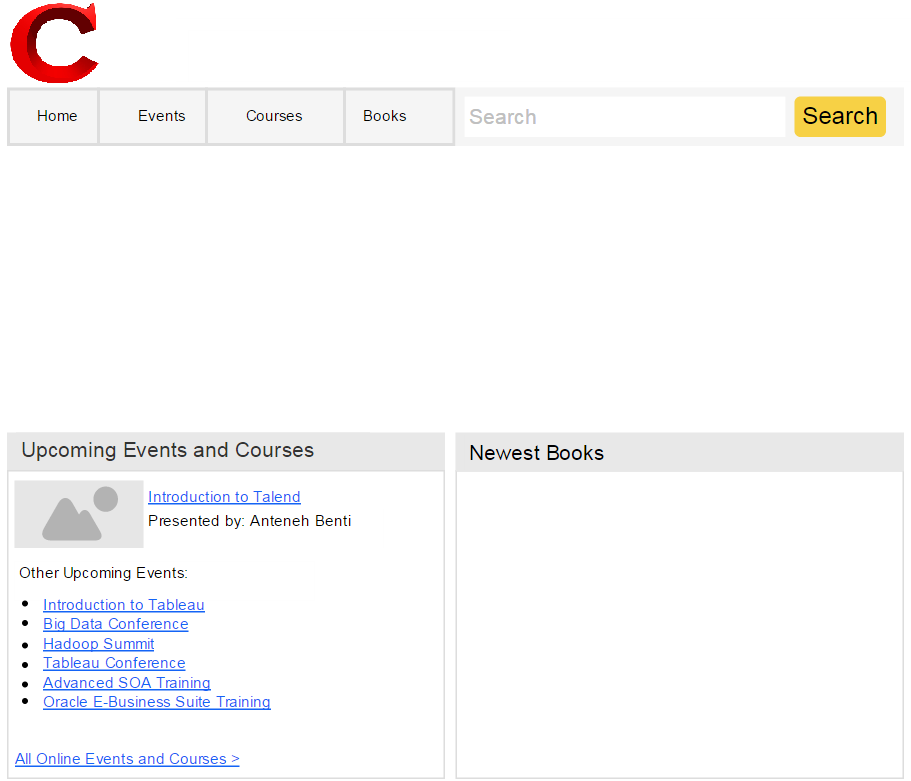 C
Home Events Courses Books Search Search
Upcoming Events and Courses
Introduction to Talend
Presented by: Anteneh Benti
Other Upcoming Events:
• Introduction to Tableau
• Big Data Conference
• Hadoop Summit
• Tableau Conference
• Advanced SOA Training
• Oracle E-Business Suite Training
All Online Events and Courses >
Newest Books